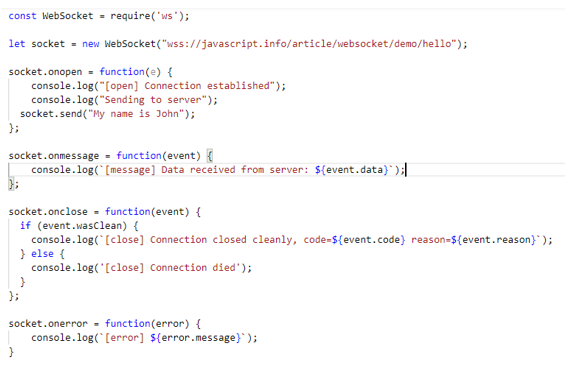 const WebSocket = require('ws');
let socket = new WebSocket("wss://javascript.info/article/websocket/demo/hello");
socket.onopen = function(e) {
console.log("[open] Connection established");
console.log("Sending to server");
socket.send("My name is John");
};
socket.onmessage = function(event) {
console.log(`[message] Data received from server: ${event.data}`);
};
socket.onclose = function(event) {
if (event.wasClean) {
console.log(`[close] Connection closed cleanly, code=${event.code} reason=${event.reason}`);
} else {
console.log('[close] Connection died');
}
};
socket.onerror = function(error) {
console.log(`[error] ${error.message}`);
}